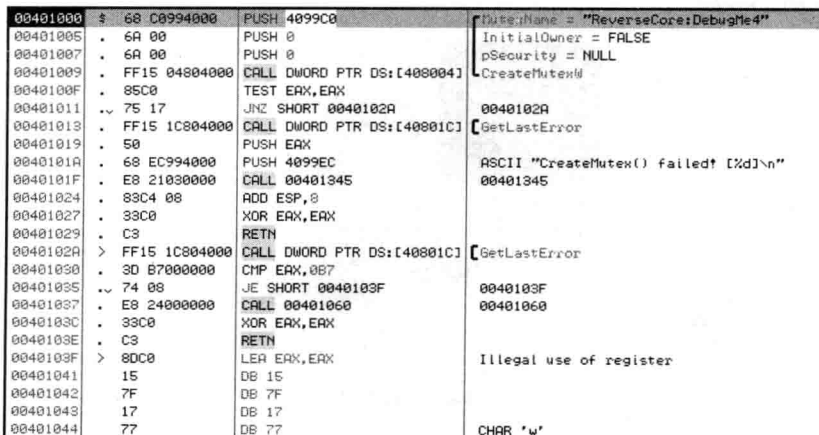 00401000 $ 68 C0994000 PUSH 4099C0 MutexName = "ReverseCore:DebugMe4"
00401005 . 6A 00 PUSH 0 InitialOwner = FALSE
00401007 . 6A 00 PUSH 0 pSecurity = NULL
00401009 . FF15 04804000 CALL DWORD PTR DS:[408004] CreateMutexW
0040100F . 85C0 TEST EAX,EAX
00401011 .v 75 17 JNZ SHORT 0040102A 0040102A
00401013 . FF15 1C804000 CALL DWORD PTR DS:[40801C] [GetLastError
00401019 . 50 PUSH EAX
0040101A . 68 EC994000 PUSH 4099EC ASCII "CreateMutex() failed! [%d]\n"
0040101F . E8 21030000 CALL 00401345 00401345
00401024 . 83C4 08 ADD ESP,8
00401027 . 33C0 XOR EAX,EAX
00401029 . C3 RETN
0040102A > FF15 1C804000 CALL DWORD PTR DS:[40801C] [GetLastError
00401030 . 3D B7000000 CMP EAX,0B7
00401035 .v 74 08 JE SHORT 0040103F 0040103F
00401037 . E8 24000000 CALL 00401060 00401060
0040103C . 33C0 XOR EAX,EAX
0040103E . C3 RETN
0040103F > 8DC0 LEA EAX,EAX Illegal use of register
00401041 15 DB 15
00401042 7F DB 7F
00401043 17 DB 17
00401044 77 DB 77 CHAR 'w'